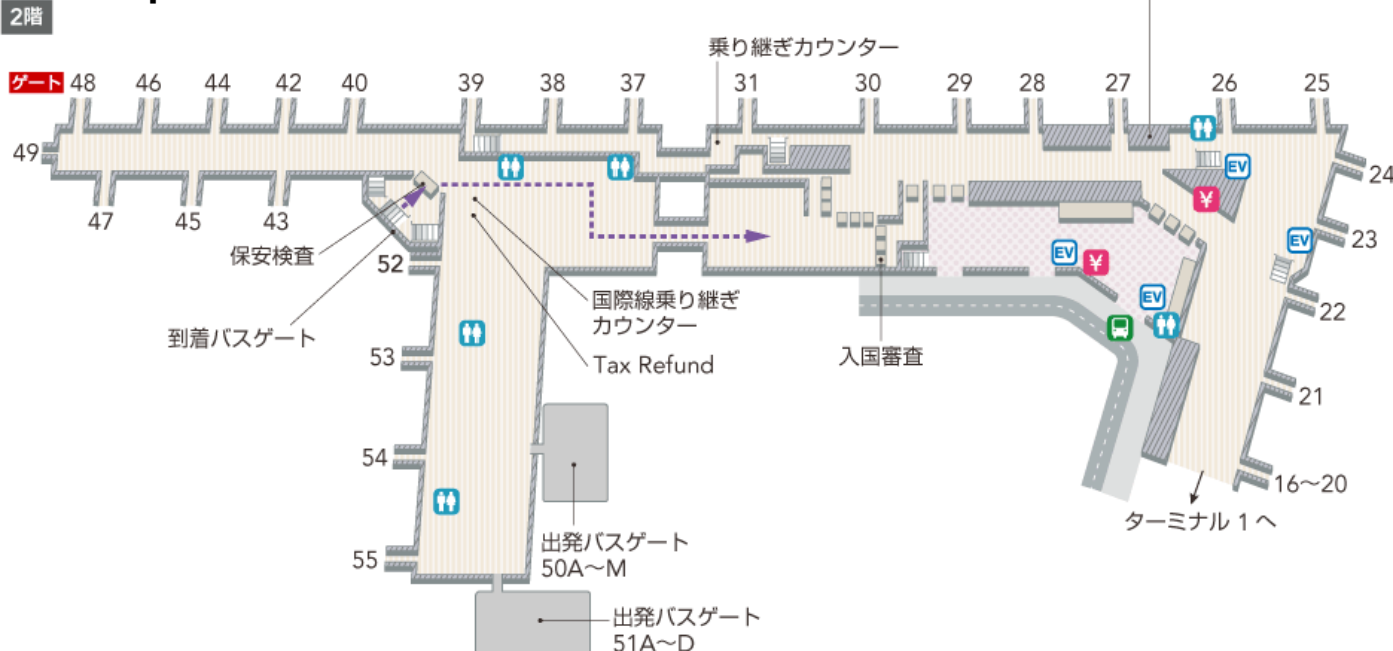 2階
乗り継ぎカウンター
ゲート 48 46 44 42 40 39 38 37 31 30 29 28 27 26 25
49
24
EV
¥
47 45 43
23
EV
保安検査
52
EV
¥
国際線乗り継ぎ
カウンター
EV
22
到着バスゲート
53
入国審査
Tax Refund
21
54
16〜20
ターミナル 1 へ
出発バスゲート
50A〜M
55
出発バスゲート
51A〜D